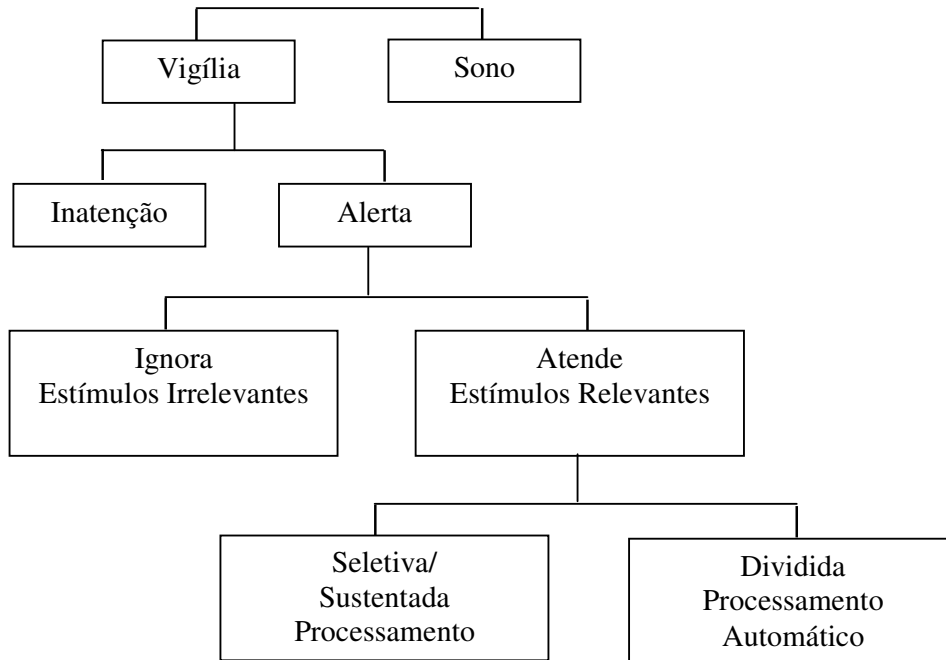 Vigília
Sono
Inatenção
Alerta
Ignora
Estímulos Irrelevantes
Atende
Estímulos Relevantes
Seletiva/
Sustentada
Processamento
Dividida
Processamento
Automático